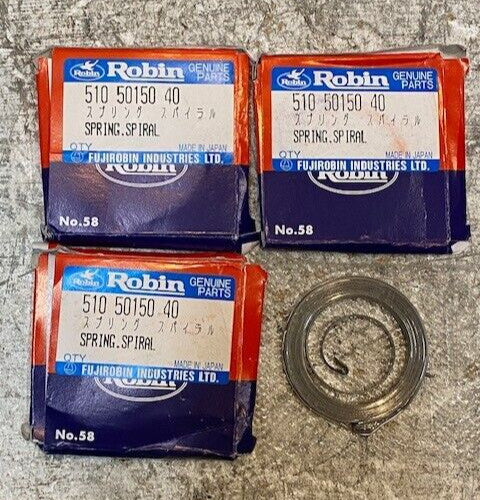 Robin GENUINE PARTS
510 50150 40
スプリング スパイラル
SPRING.SPIRAL
QTY MADE IN JAPAN
FUJIROBIN INDUSTRIES LTD.
Robin
No.58
Robin GENUINE PARTS
510 50150 40
スプリング スパイラル
SPRING.SPIRAL
QTY MADE IN JAPAN
FUJIROBIN INDUSTRIES LTD.
Robin
No.58
Robin GENUINE PARTS
510 50150 40
スプリング スパイラル
SPRING.SPIRAL
QTY MADE IN JAPAN
FUJIROBIN INDUSTRIES LTD.
Robin
No.58